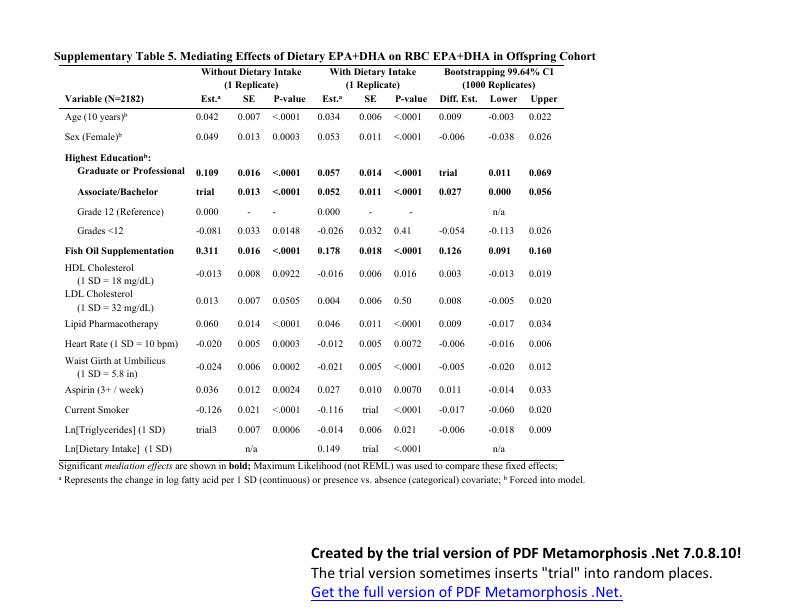 Supplementary Table 5. Mediating Effects of Dietary EPA+DHA on RBC EPA+DHA in Offspring Cohort
Without Dietary Intake With Dietary Intake Bootstrapping 99.64% CI
(1 Replicate) (1 Replicate) (1000 Replicates)
Variable (N=2182) Est.ᵃ SE P-value Est.ᵃ SE P-value Diff. Est. Lower Upper
Age (10 years)ᵇ 0.042 0.007 <.0001 0.034 0.006 <.0001 0.009 -0.003 0.022
Sex (Female)ᵇ 0.049 0.013 0.0003 0.053 0.011 <.0001 -0.006 -0.038 0.026
Highest Educationᵇ:
Graduate or Professional 0.109 0.016 <.0001 0.057 0.014 <.0001 trial 0.011 0.069
Associate/Bachelor trial 0.013 <.0001 0.052 0.011 <.0001 0.027 0.000 0.056
Grade 12 (Reference) 0.000 - - 0.000 - - n/a
Grades <12 -0.081 0.033 0.0148 -0.026 0.032 0.41 -0.054 -0.113 0.026
Fish Oil Supplementation 0.311 0.016 <.0001 0.178 0.018 <.0001 0.126 0.091 0.160
HDL Cholesterol
(1 SD = 18 mg/dL) -0.013 0.008 0.0922 -0.016 0.006 0.016 0.003 -0.013 0.019
LDL Cholesterol
(1 SD = 32 mg/dL) 0.013 0.007 0.0505 0.004 0.006 0.50 0.008 -0.005 0.020
Lipid Pharmacotherapy 0.060 0.014 <.0001 0.046 0.011 <.0001 0.009 -0.017 0.034
Heart Rate (1 SD = 10 bpm) -0.020 0.005 0.0003 -0.012 0.005 0.0072 -0.006 -0.016 0.006
Waist Girth at Umbilicus
(1 SD = 5.8 in) -0.024 0.006 0.0002 -0.021 0.005 <.0001 -0.005 -0.020 0.012
Aspirin (3+ / week) 0.036 0.012 0.0024 0.027 0.010 0.0070 0.011 -0.014 0.033
Current Smoker -0.126 0.021 <.0001 -0.116 trial <.0001 -0.017 -0.060 0.020
Ln[Triglycerides] (1 SD) trial3 0.007 0.0006 -0.014 0.006 0.021 -0.006 -0.018 0.009
Ln[Dietary Intake] (1 SD) n/a 0.149 trial <.0001 n/a
Significant mediation effects are shown in bold; Maximum Likelihood (not REML) was used to compare these fixed effects;
ᵃ Represents the change in log fatty acid per 1 SD (continuous) or presence vs. absence (categorical) covariate; ᵇ Forced into model.
Created by the trial version of PDF Metamorphosis .Net 7.0.8.10!
The trial version sometimes inserts "trial" into random places.
Get the full version of PDF Metamorphosis .Net.